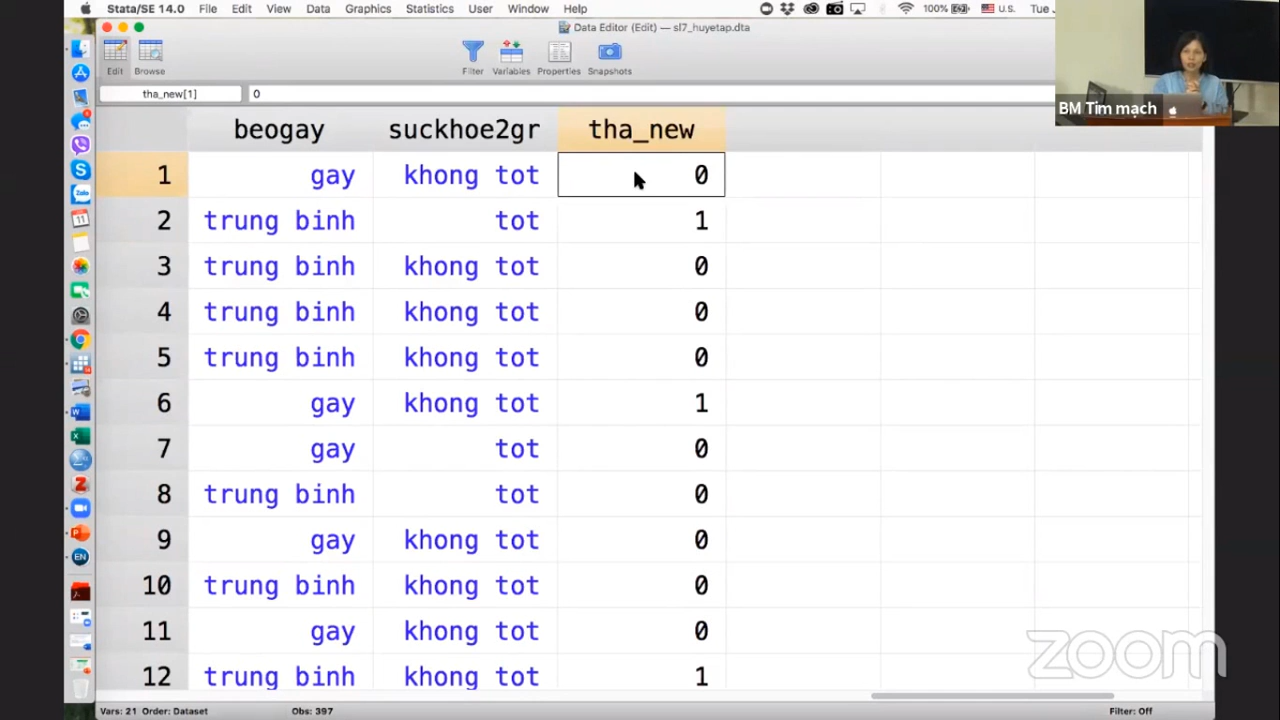 Stata/SE 14.0 File Edit View Data Graphics Statistics User Window Help 100% U.S. Tue
Data Editor (Edit) — sl7_huyetap.dta
Edit Browse Filter Variables Properties Snapshots
tha_new[1] 0
BM Tim mạch
beogay suckhoe2gr tha_new
1 gay khong tot 0
2 trung binh tot 1
3 trung binh khong tot 0
4 trung binh khong tot 0
5 trung binh khong tot 0
6 gay khong tot 1
7 gay tot 0
8 trung binh tot 0
9 gay khong tot 0
10 trung binh khong tot 0
11 gay khong tot 0
12 trung binh khong tot 1
zoom
Vars: 21 Order: Dataset Obs: 397 Filter: Off